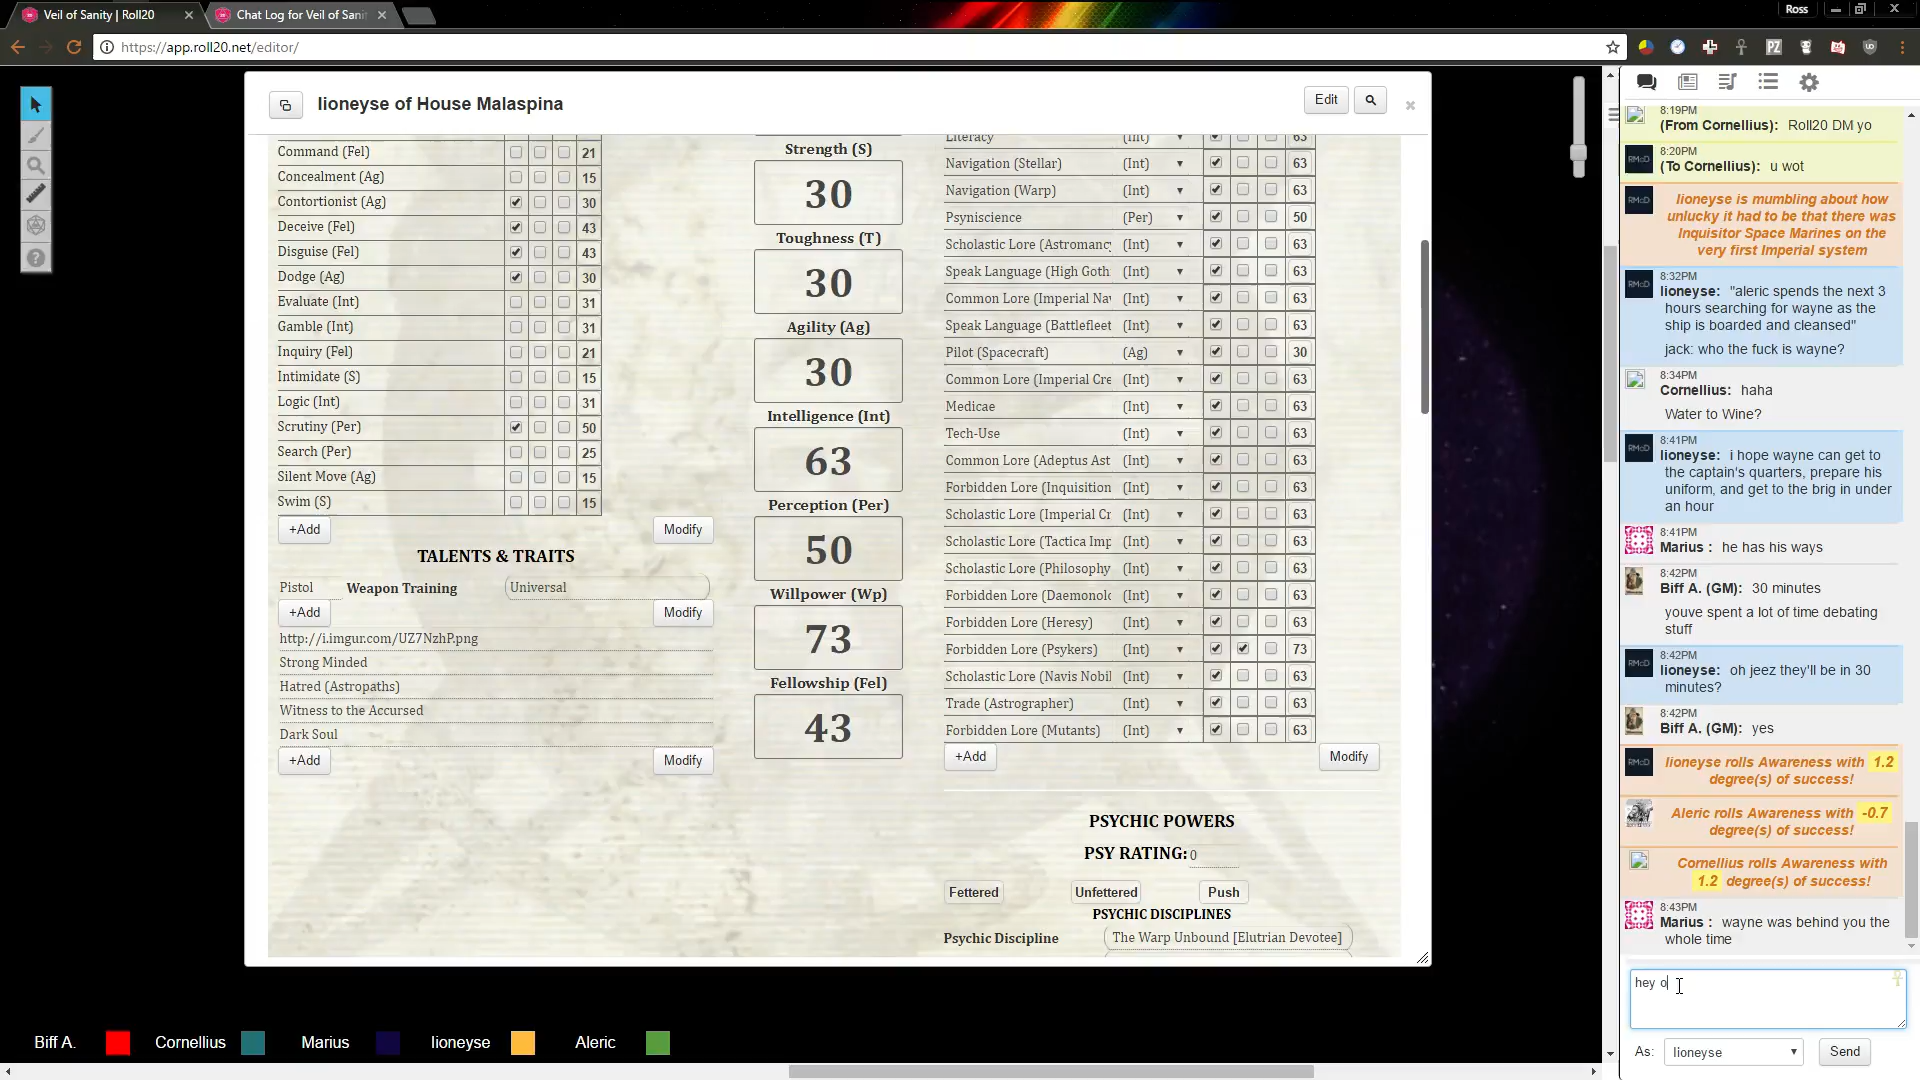 Veil of Sanity | Roll20
Chat Log for Veil of Sani
Ross
https://app.roll20.net/editor/
PZ
lioneyse of House Malaspina
Edit
Command (Fel) 21
Concealment (Ag) 15
Contortionist (Ag) 30
Deceive (Fel) 43
Disguise (Fel) 43
Dodge (Ag) 30
Evaluate (Int) 31
Gamble (Int) 31
Inquiry (Fel) 21
Intimidate (S) 15
Logic (Int) 31
Scrutiny (Per) 50
Search (Per) 25
Silent Move (Ag) 15
Swim (S) 15
+Add Modify
TALENTS & TRAITS
Pistol Weapon Training Universal
+Add Modify
http://i.imgur.com/UZ7NzhP.png
Strong Minded
Hatred (Astropaths)
Witness to the Accursed
Dark Soul
+Add Modify
Strength (S)
30
Toughness (T)
30
Agility (Ag)
30
Intelligence (Int)
63
Perception (Per)
50
Willpower (Wp)
73
Fellowship (Fel)
43
Literacy (Int) 63
Navigation (Stellar) (Int) 63
Navigation (Warp) (Int) 63
Psyniscience (Per) 50
Scholastic Lore (Astromancy (Int) 63
Speak Language (High Goth (Int) 63
Common Lore (Imperial Nav (Int) 63
Speak Language (Battlefleet (Int) 63
Pilot (Spacecraft) (Ag) 30
Common Lore (Imperial Cre (Int) 63
Medicae (Int) 63
Tech-Use (Int) 63
Common Lore (Adeptus Ast (Int) 63
Forbidden Lore (Inquisition (Int) 63
Scholastic Lore (Imperial Cr (Int) 63
Scholastic Lore (Tactica Imp (Int) 63
Scholastic Lore (Philosophy (Int) 63
Forbidden Lore (Daemonolo (Int) 63
Forbidden Lore (Heresy) (Int) 63
Forbidden Lore (Psykers) (Int) 73
Scholastic Lore (Navis Nobil (Int) 63
Trade (Astrographer) (Int) 63
Forbidden Lore (Mutants) (Int) 63
+Add Modify
PSYCHIC POWERS
PSY RATING: 0
Fettered Unfettered Push
PSYCHIC DISCIPLINES
Psychic Discipline The Warp Unbound [Elutrian Devotee]
8:19PM
(From Cornellius): Roll20 DM yo
8:20PM
RMcD
(To Cornellius): u wot
RMcD
lioneyse is mumbling about how
unlucky it had to be that there was
Inquisitor Space Marines on the
very first Imperial system
8:32PM
RMcD
lioneyse: "aleric spends the next 3
hours searching for wayne as the
ship is boarded and cleansed"
jack: who the fuck is wayne?
8:34PM
Cornellius: haha
Water to Wine?
8:41PM
RMcD
lioneyse: i hope wayne can get to
the captain's quarters, prepare his
uniform, and get to the brig in under
an hour
8:41PM
Marius : he has his ways
8:42PM
Biff A. (GM): 30 minutes
youve spent a lot of time debating
stuff
8:42PM
RMcD
lioneyse: oh jeez they'll be in 30
minutes?
8:42PM
Biff A. (GM): yes
RMcD
lioneyse rolls Awareness with 1.2
degree(s) of success!
Aleric rolls Awareness with -0.7
degree(s) of success!
Cornellius rolls Awareness with
1.2 degree(s) of success!
8:43PM
Marius : wayne was behind you the
whole time
hey o
As: lioneyse Send
Biff A. Cornellius Marius lioneyse Aleric